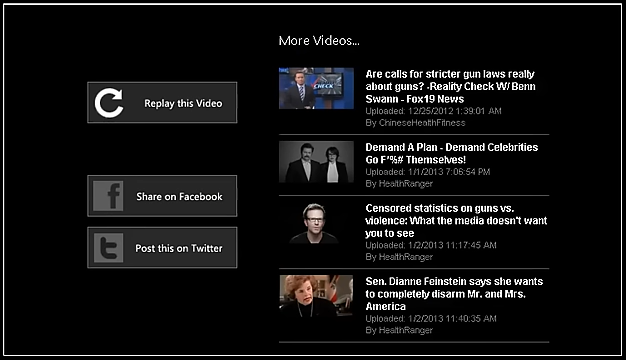 More Videos...
Replay this Video
Share on Facebook
Post this on Twitter
CHECK
Are calls for stricter gun laws really
about guns? -Reality Check W/ Benn
Swann - Fox19 News
Uploaded: 12/25/2012 1:39:01 AM
By ChineseHealthFitness
Demand A Plan - Demand Celebrities
Go F*%# Themselves!
Uploaded: 1/1/2013 7:06:54 PM
By HealthRanger
Censored statistics on guns vs.
violence: What the media doesn't want
you to see
Uploaded: 1/2/2013 11:17:45 AM
By HealthRanger
Sen. Dianne Feinstein says she wants
to completely disarm Mr. and Mrs.
America
Uploaded: 1/2/2013 11:40:35 AM
By HealthRanger